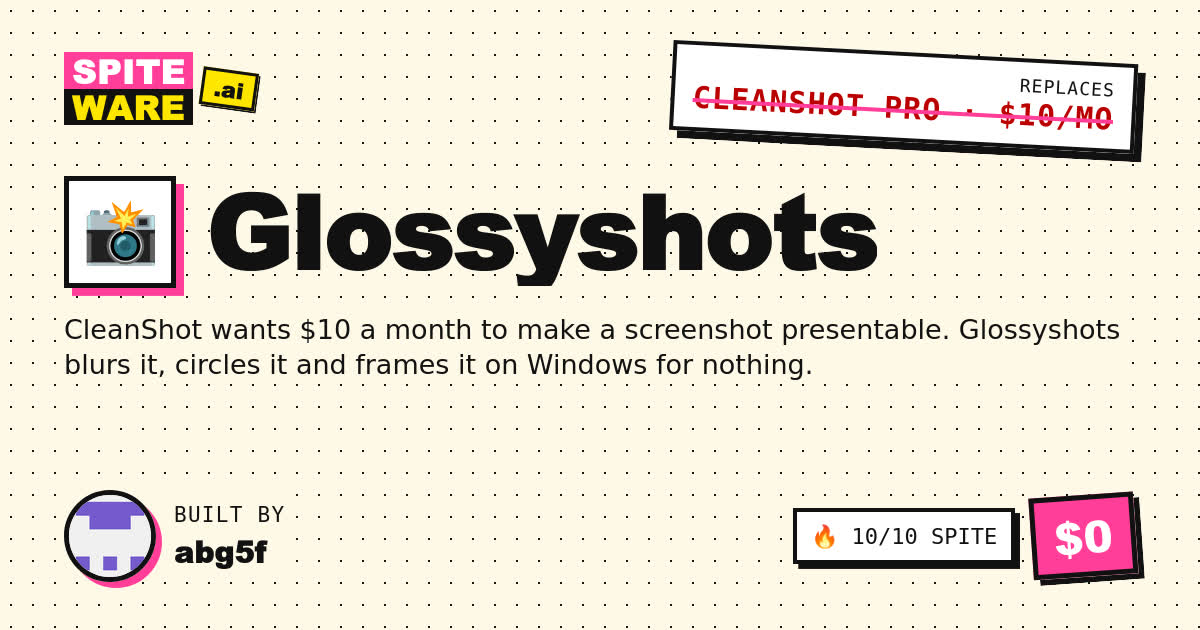 SPITE
WARE
.ai
REPLACES
CLEANSHOT PRO · $10/MO
Glossyshots
CleanShot wants $10 a month to make a screenshot presentable. Glossyshots
blurs it, circles it and frames it on Windows for nothing.
BUILT BY
abg5f
🔥 10/10 SPITE
$0